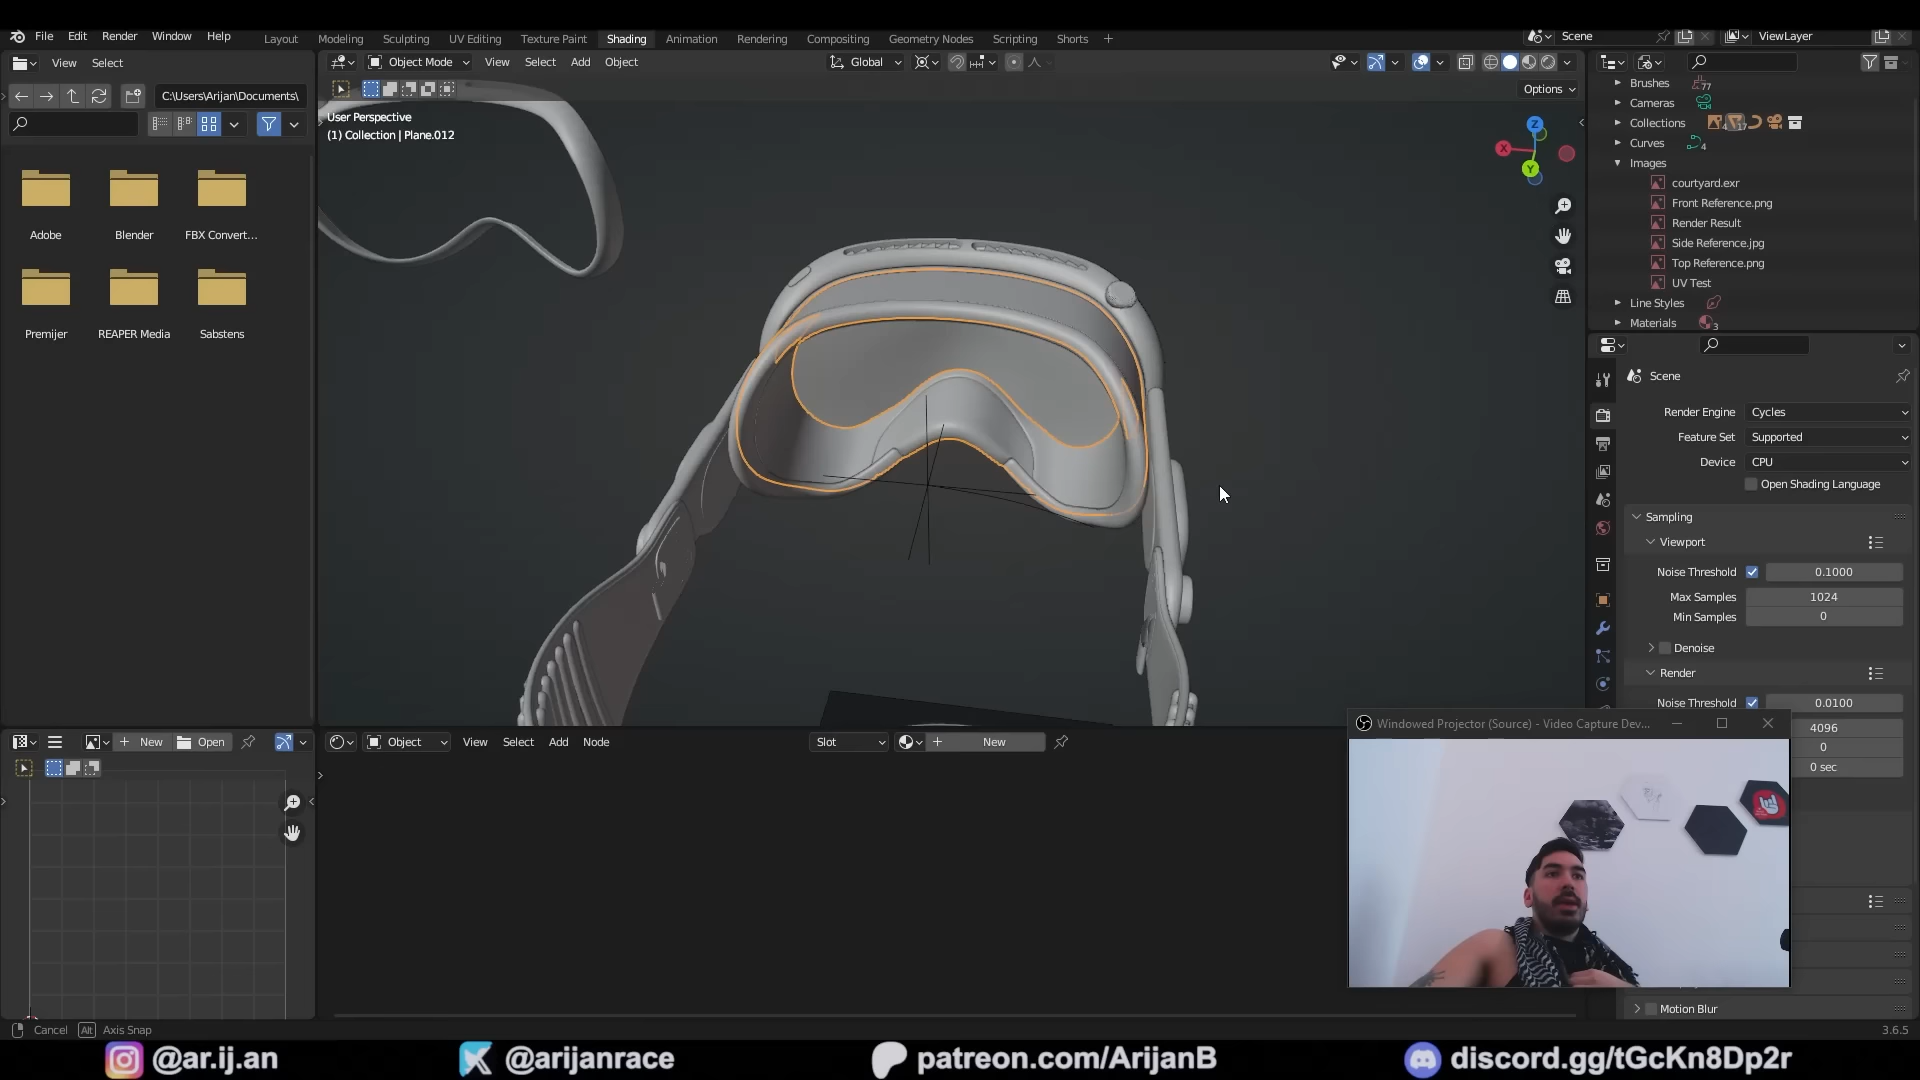 File Edit Render Window Help
Layout Modeling Sculpting UV Editing Texture Paint Shading Animation Rendering Compositing Geometry Nodes Scripting Shorts +
Scene
ViewLayer
View Select
Object Mode View Select Add Object
Global
C:\Users\Arijan\Documents\
Options
User Perspective
(1) Collection | Plane.012
Z
X
Y
Adobe
Blender
FBX Convert...
Premijer
REAPER Media
Sabstens
Brushes
77
Cameras
Collections
4
17
Curves
4
Images
courtyard.exr
Front Reference.png
Render Result
Side Reference.jpg
Top Reference.png
UV Test
Line Styles
Materials
3
Scene
Render Engine Cycles
Feature Set Supported
Device CPU
Open Shading Language
Sampling
Viewport
Noise Threshold 0.1000
Max Samples 1024
Min Samples 0
Denoise
Render
Noise Threshold 0.0100
4096
0
0 sec
Motion Blur
Windowed Projector (Source) - Video Capture Dev...
New Open
Object View Select Add Node
Slot
New
Cancel Alt Axis Snap
3.6.5
@ar.ij.an
@arijanrace
patreon.com/ArijanB
discord.gg/tGcKn8Dp2r